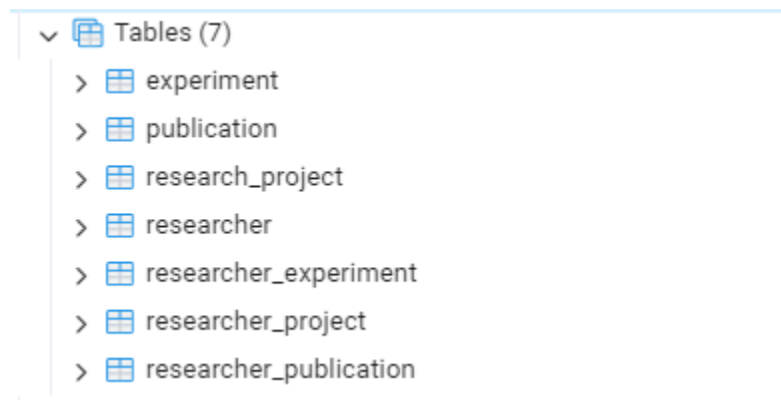 Tables (7)
experiment
publication
research_project
researcher
researcher_experiment
researcher_project
researcher_publication